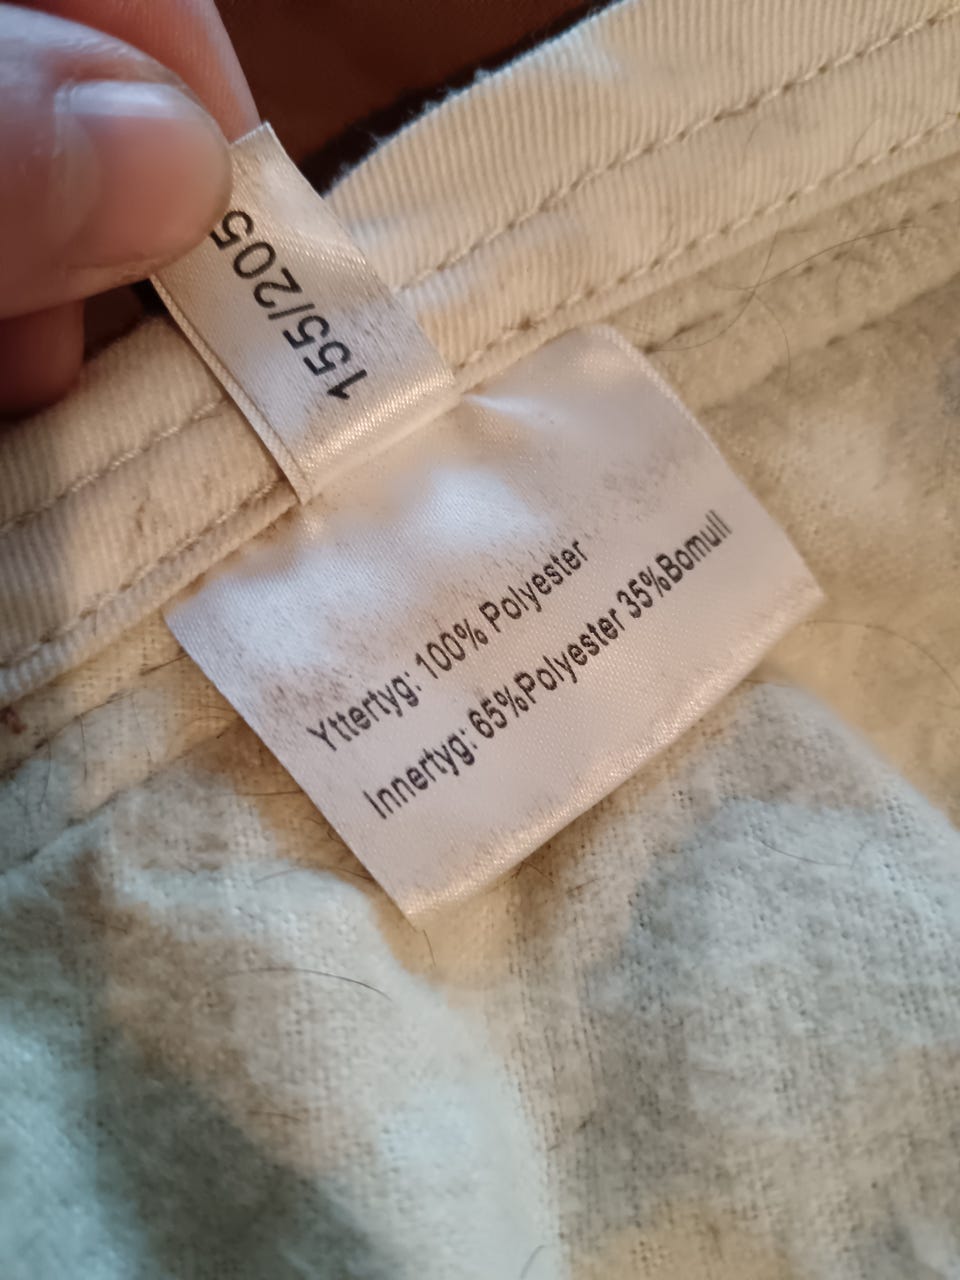 155/205
Yttertyg: 100% Polyester
Innertyg: 65%Polyester 35%Bomull